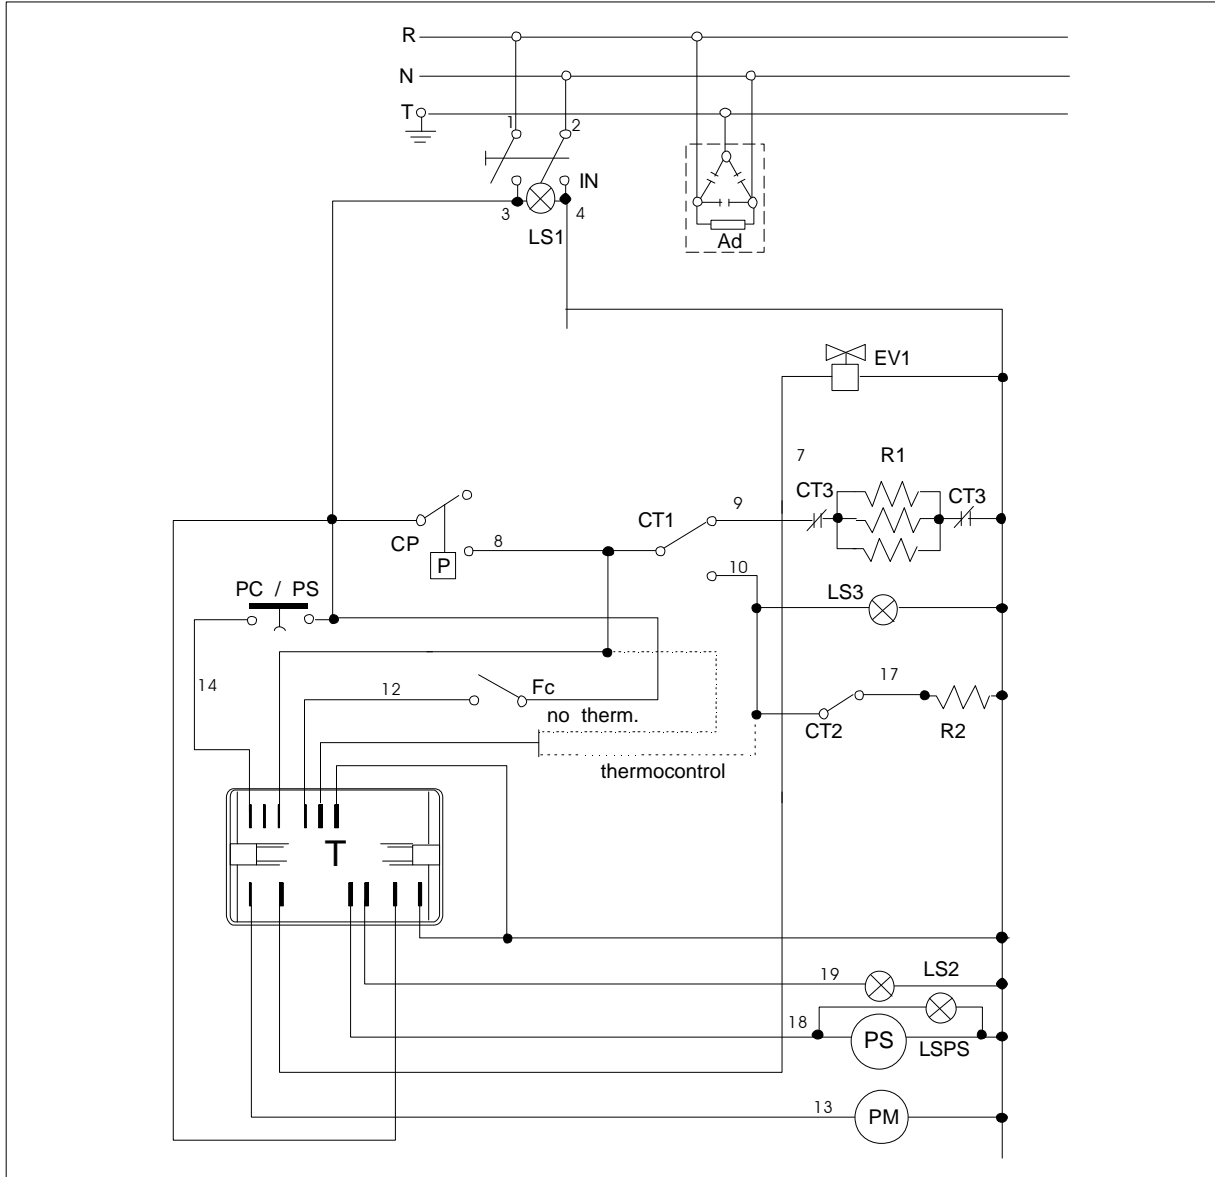 R
N
T
1
2
IN
3
4
LS1
Ad
EV1
7
R1
CT3
CT3
9
CT1
CP
8
P
10
PC / PS
LS3
14
12
Fc
17
no therm.
CT2
R2
thermocontrol
T
19
LS2
18
PS
LSPS
13
PM